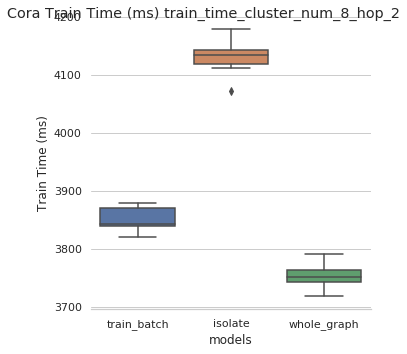 Cora Train Time (ms) train_time_cluster_num_8_hop_2
4200
4100
4000
3900
3800
3700
Train Time (ms)
train_batch isolate whole_graph
models